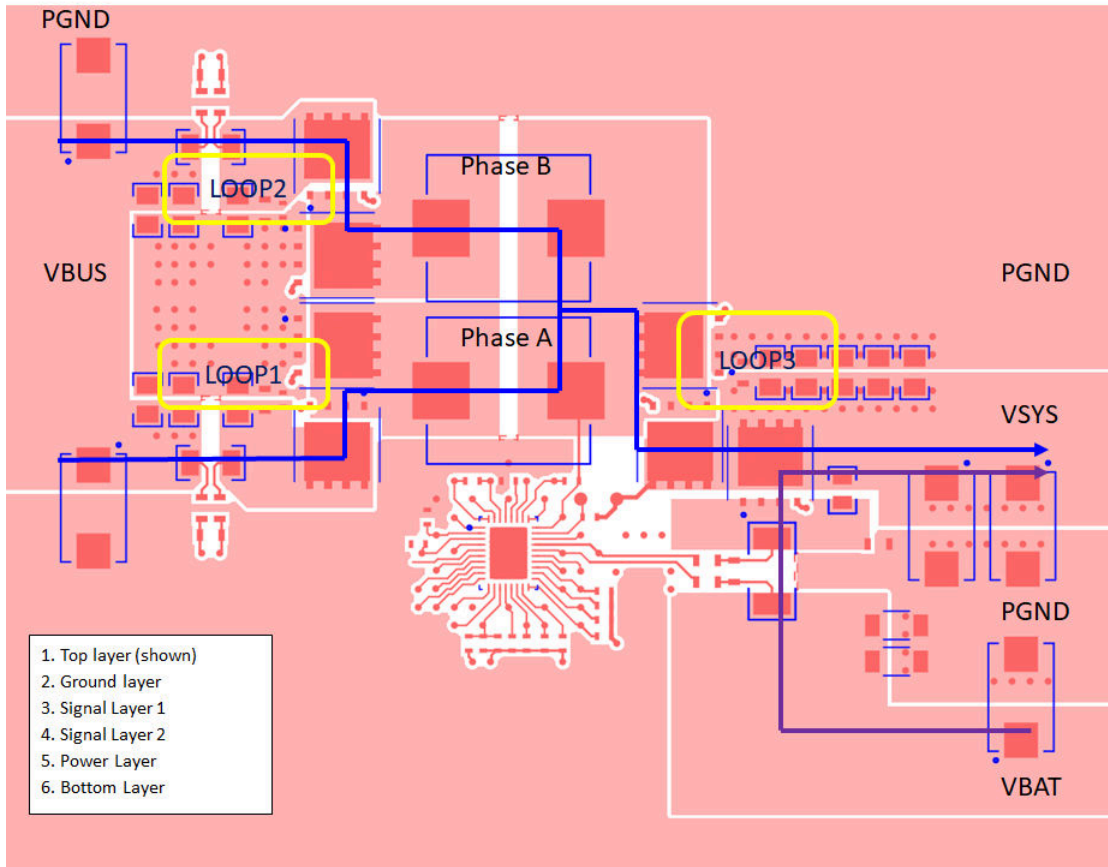 PGND
Phase B
LOOP2
VBUS
PGND
Phase A
LOOP1
LOOP3
VSYS
PGND
VBAT
1. Top layer (shown)
2. Ground layer
3. Signal Layer 1
4. Signal Layer 2
5. Power Layer
6. Bottom Layer